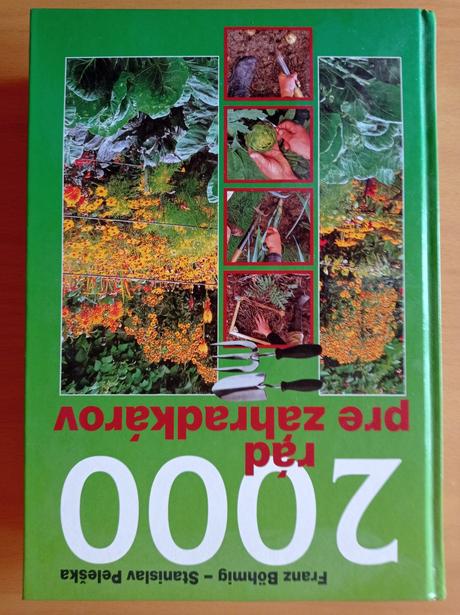 Franz Böhmig – Stanislav Peleška
2000
rád
pre záhradkárov